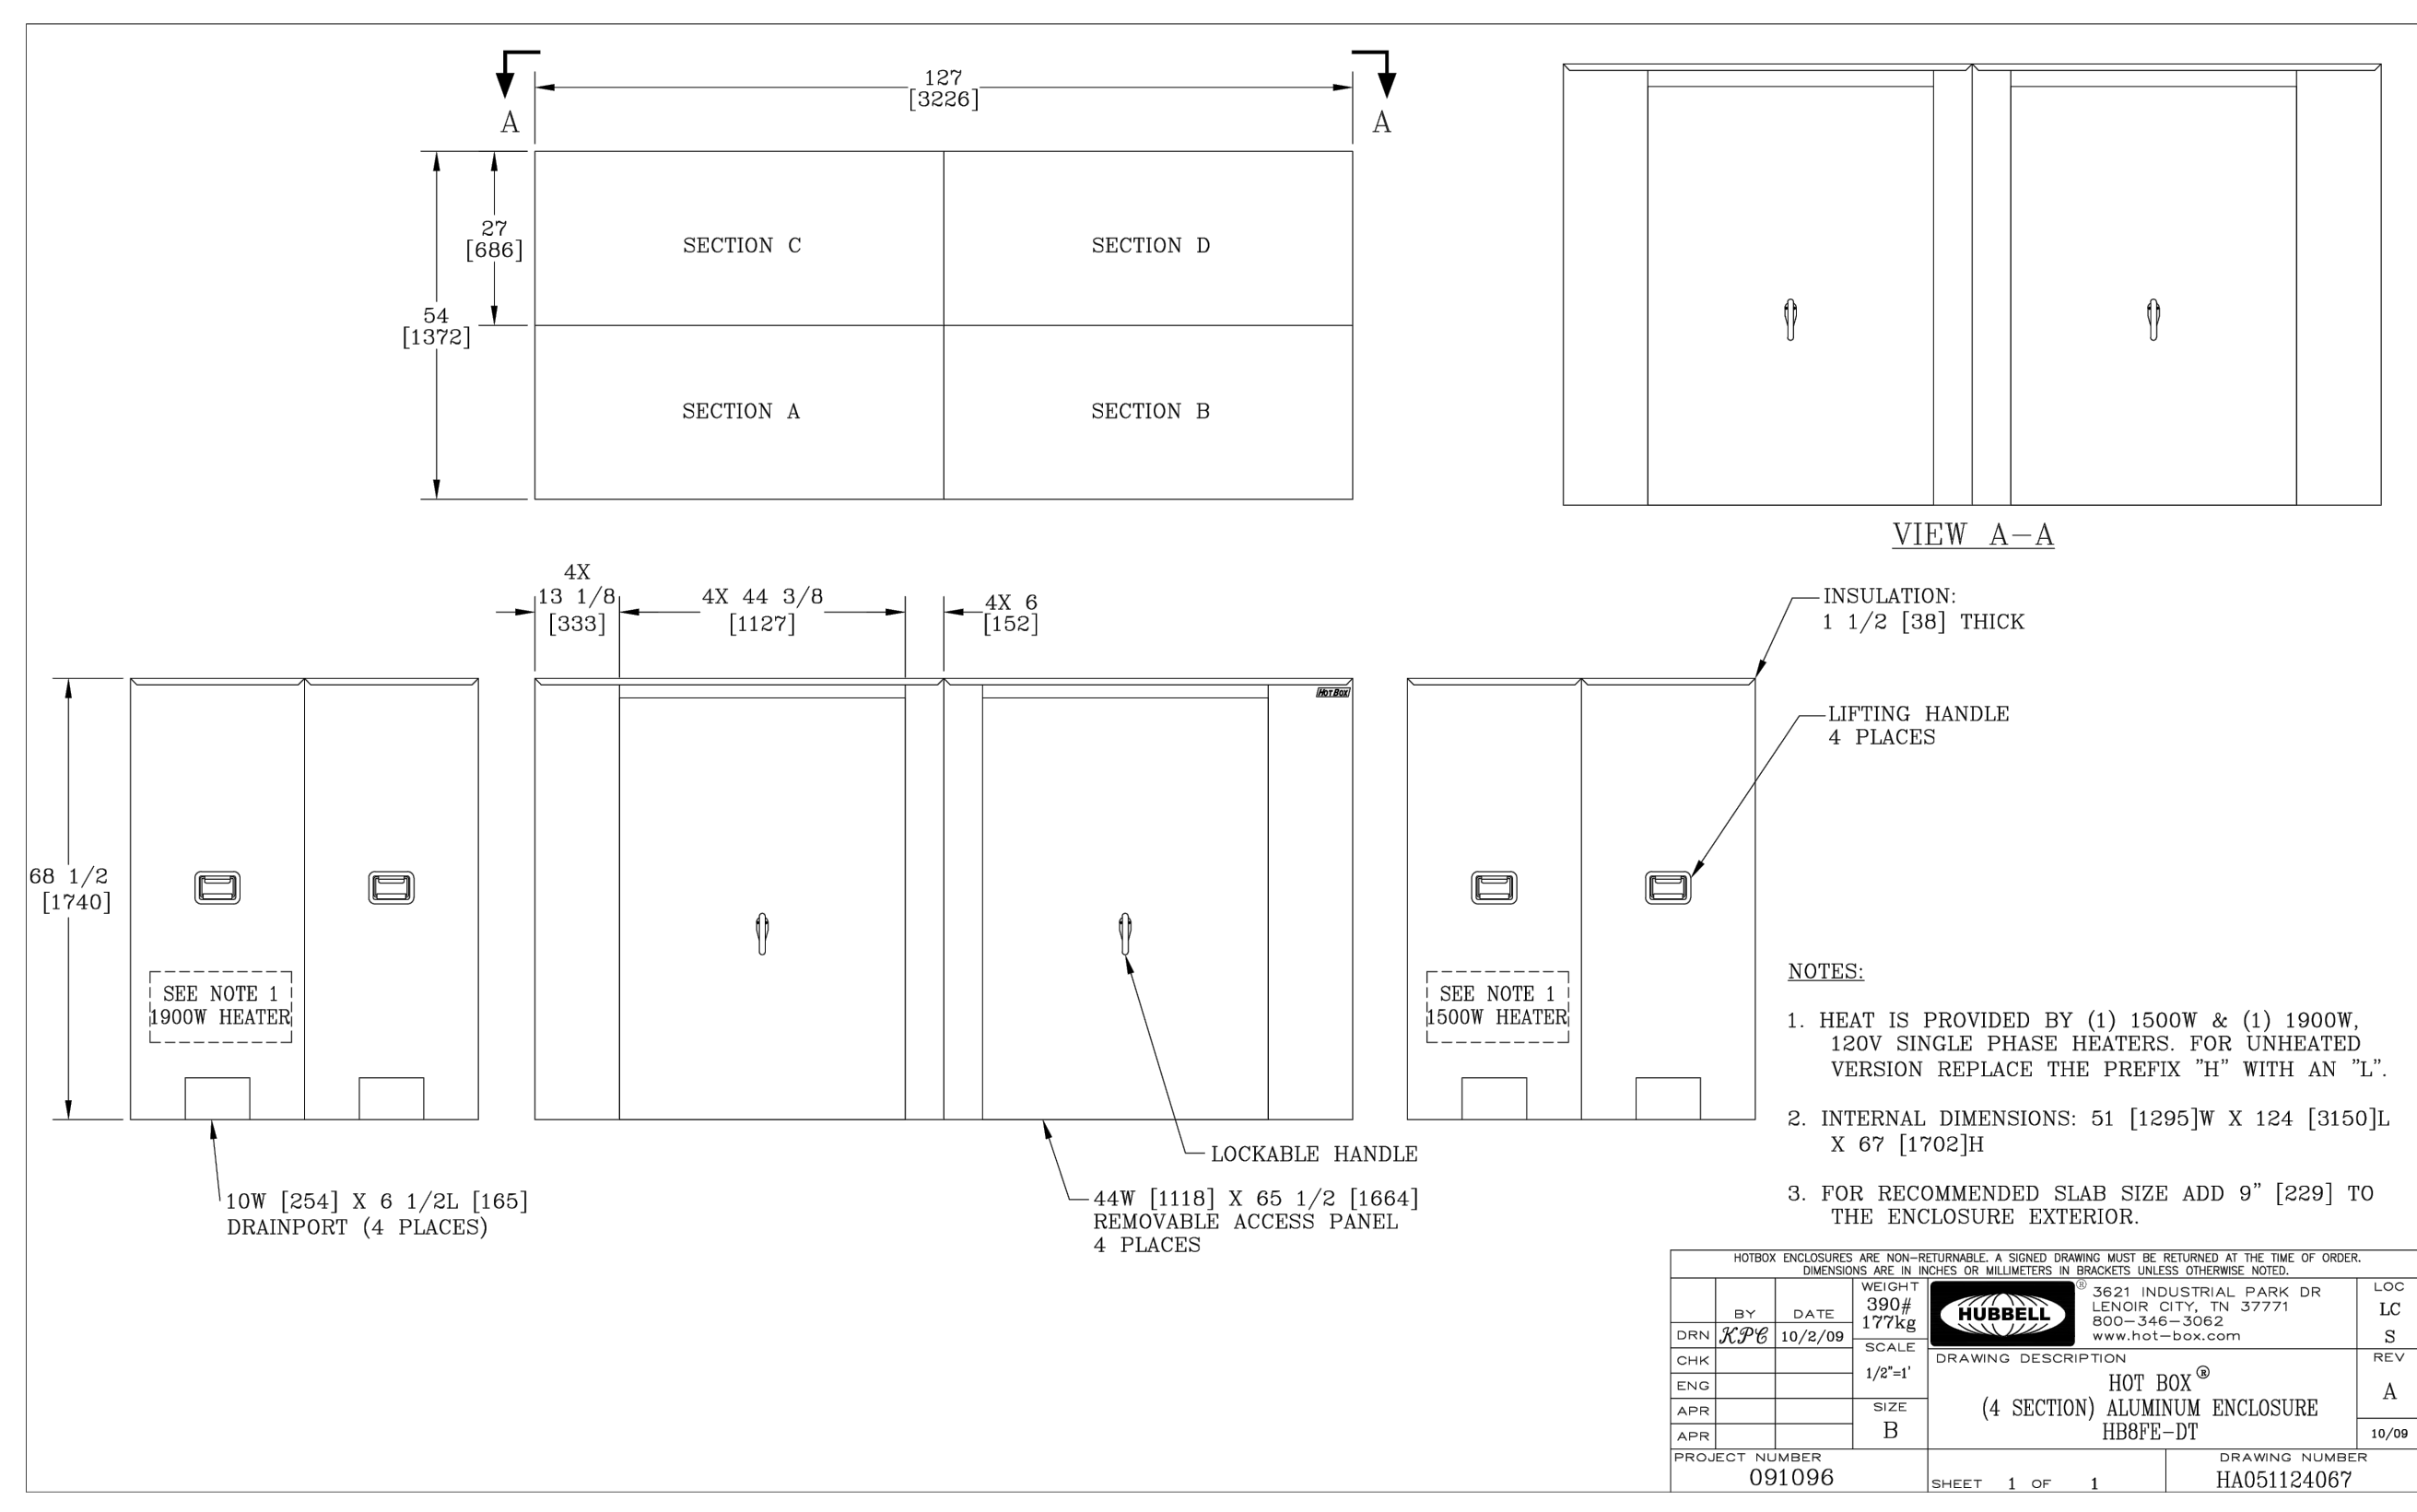 A
127
[3226]
A
27
[686]
54
[1372]
SECTION C
SECTION D
SECTION A
SECTION B
VIEW A-A
4X
13 1/8
[333]
4X 44 3/8
[1127]
4X 6
[152]
INSULATION:
1 1/2 [38] THICK
HOT BOX
LIFTING HANDLE
4 PLACES
68 1/2
[1740]
SEE NOTE 1
1900W HEATER
SEE NOTE 1
1500W HEATER
LOCKABLE HANDLE
10W [254] X 6 1/2L [165]
DRAINPORT (4 PLACES)
44W [1118] X 65 1/2 [1664]
REMOVABLE ACCESS PANEL
4 PLACES
NOTES:
1. HEAT IS PROVIDED BY (1) 1500W & (1) 1900W,
120V SINGLE PHASE HEATERS. FOR UNHEATED
VERSION REPLACE THE PREFIX "H" WITH AN "L".
2. INTERNAL DIMENSIONS: 51 [1295]W X 124 [3150]L
X 67 [1702]H
3. FOR RECOMMENDED SLAB SIZE ADD 9" [229] TO
THE ENCLOSURE EXTERIOR.
HOTBOX ENCLOSURES ARE NON-RETURNABLE. A SIGNED DRAWING MUST BE RETURNED AT THE TIME OF ORDER.
DIMENSIONS ARE IN INCHES OR MILLIMETERS IN BRACKETS UNLESS OTHERWISE NOTED.
BY DATE
DRN KPC 10/2/09
CHK
ENG
APR
APR
WEIGHT
390#
177kg
SCALE
1/2"=1'
SIZE
B
HUBBELL ®
3621 INDUSTRIAL PARK DR
LENOIR CITY, TN 37771
800-346-3062
www.hot-box.com
LOC
LC
S
DRAWING DESCRIPTION
HOT BOX®
(4 SECTION) ALUMINUM ENCLOSURE
HB8FE-DT
REV
A
10/09
PROJECT NUMBER
091096
SHEET 1 OF 1
DRAWING NUMBER
HA051124067